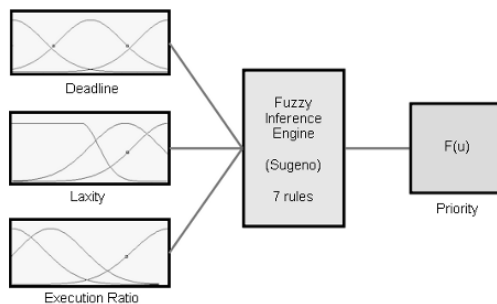 Deadline
Laxity
Execution Ratio
Fuzzy
Inference
Engine
(Sugeno)
7 rules
F(u)
Priority